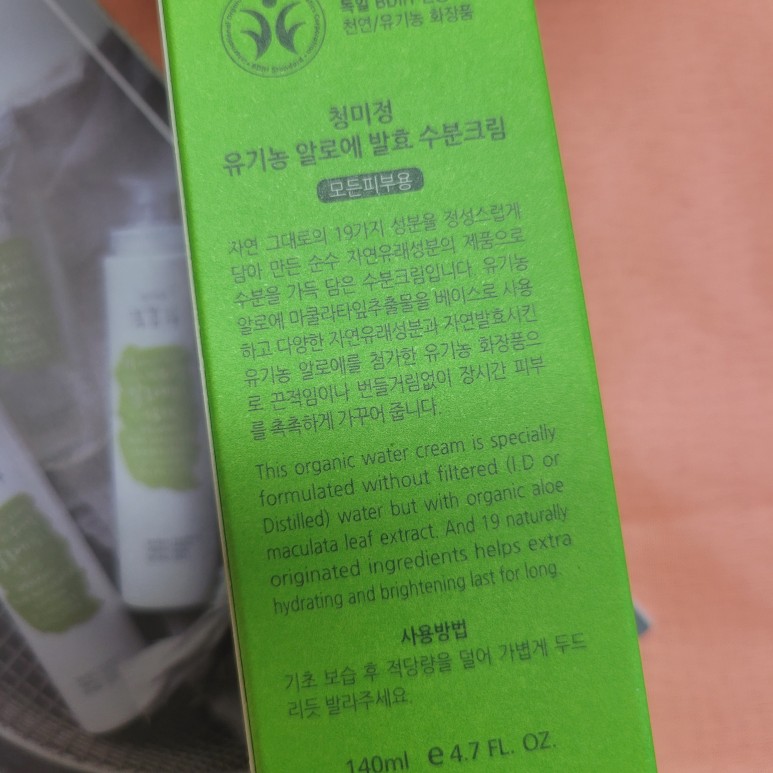 독일 BDIH
천연/유기농 화장품
청미정
유기농 알로에 발효 수분크림
모든피부용
자연 그대로의 19가지 성분을 정성스럽게
담아 만든 순수 자연유래성분의 제품으로
수분을 가득 담은 수분크림입니다. 유기농
알로에 마쿨라타잎추출물을 베이스로 사용
하고 다양한 자연유래성분과 자연발효시킨
유기농 알로에를 첨가한 유기농 화장품으
로 끈적임이나 번들거림없이 장시간 피부
를 촉촉하게 가꾸어 줍니다.
This organic water cream is specially
formulated without filtered (I.D or
Distilled) water but with organic aloe
maculata leaf extract. And 19 naturally
originated ingredients helps extra
hydrating and brightening last for long.
사용방법
기초 보습 후 적당량을 덜어 가볍게 두드
리듯 발라주세요.
140ml e 4.7 FL. OZ.